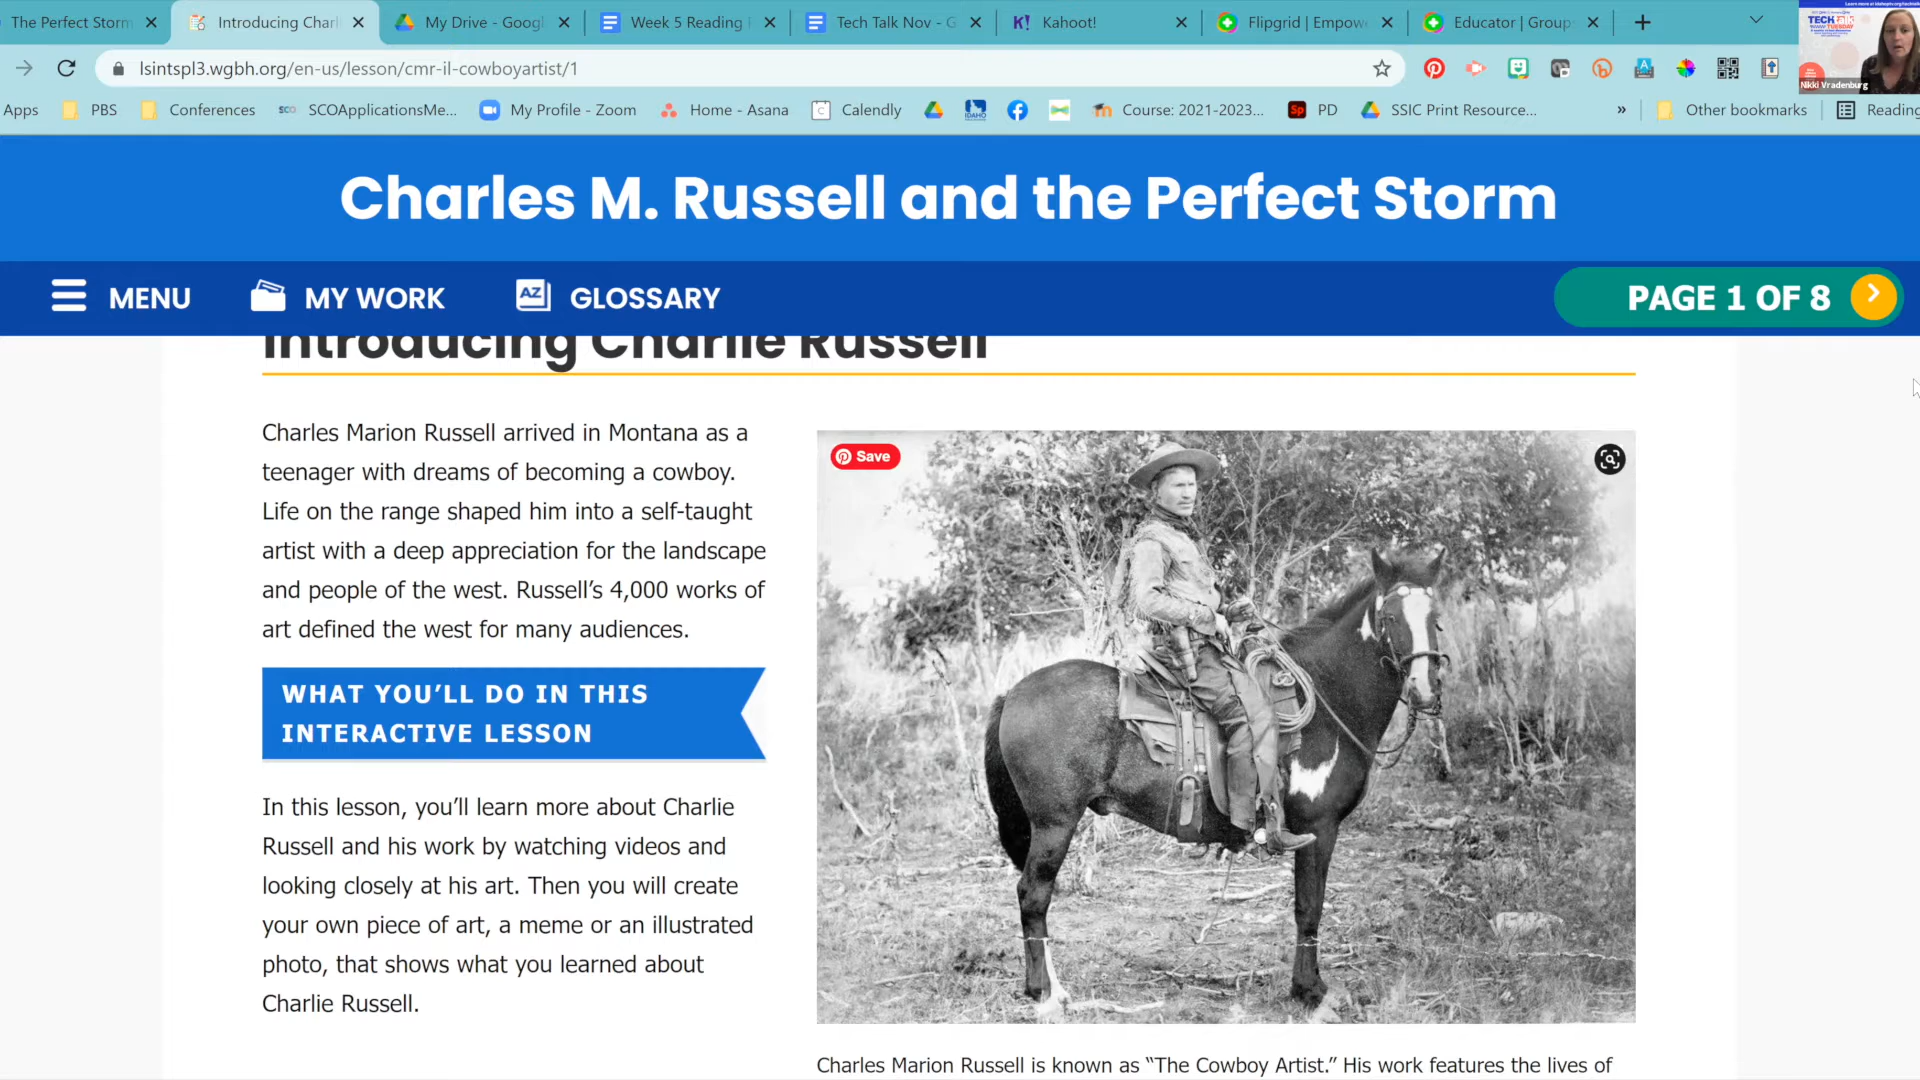 The Perfect Storm
Introducing Charl
My Drive - Googl
Week 5 Reading
Tech Talk Nov - G
K!
Kahoot!
Flipgrid | Empow
Educator | Group
lsintspl3.wgbh.org/en-us/lesson/cmr-il-cowboyartist/1
Apps
PBS
Conferences
SCO
SCOApplicationsMe...
My Profile - Zoom
Home - Asana
Calendly
Course: 2021-2023...
Sp
PD
SSIC Print Resource...
»
Other bookmarks
Reading
TECHtalk
TUESDAY
Nikki Vradenburg
Charles M. Russell and the Perfect Storm
MENU
MY WORK
AZ
GLOSSARY
PAGE 1 OF 8
Introducing Charlie Russell
Charles Marion Russell arrived in Montana as a
teenager with dreams of becoming a cowboy.
Life on the range shaped him into a self-taught
artist with a deep appreciation for the landscape
and people of the west. Russell’s 4,000 works of
art defined the west for many audiences.
WHAT YOU’LL DO IN THIS
INTERACTIVE LESSON
In this lesson, you’ll learn more about Charlie
Russell and his work by watching videos and
looking closely at his art. Then you will create
your own piece of art, a meme or an illustrated
photo, that shows what you learned about
Charlie Russell.
Save
Charles Marion Russell is known as “The Cowboy Artist.” His work features the lives of